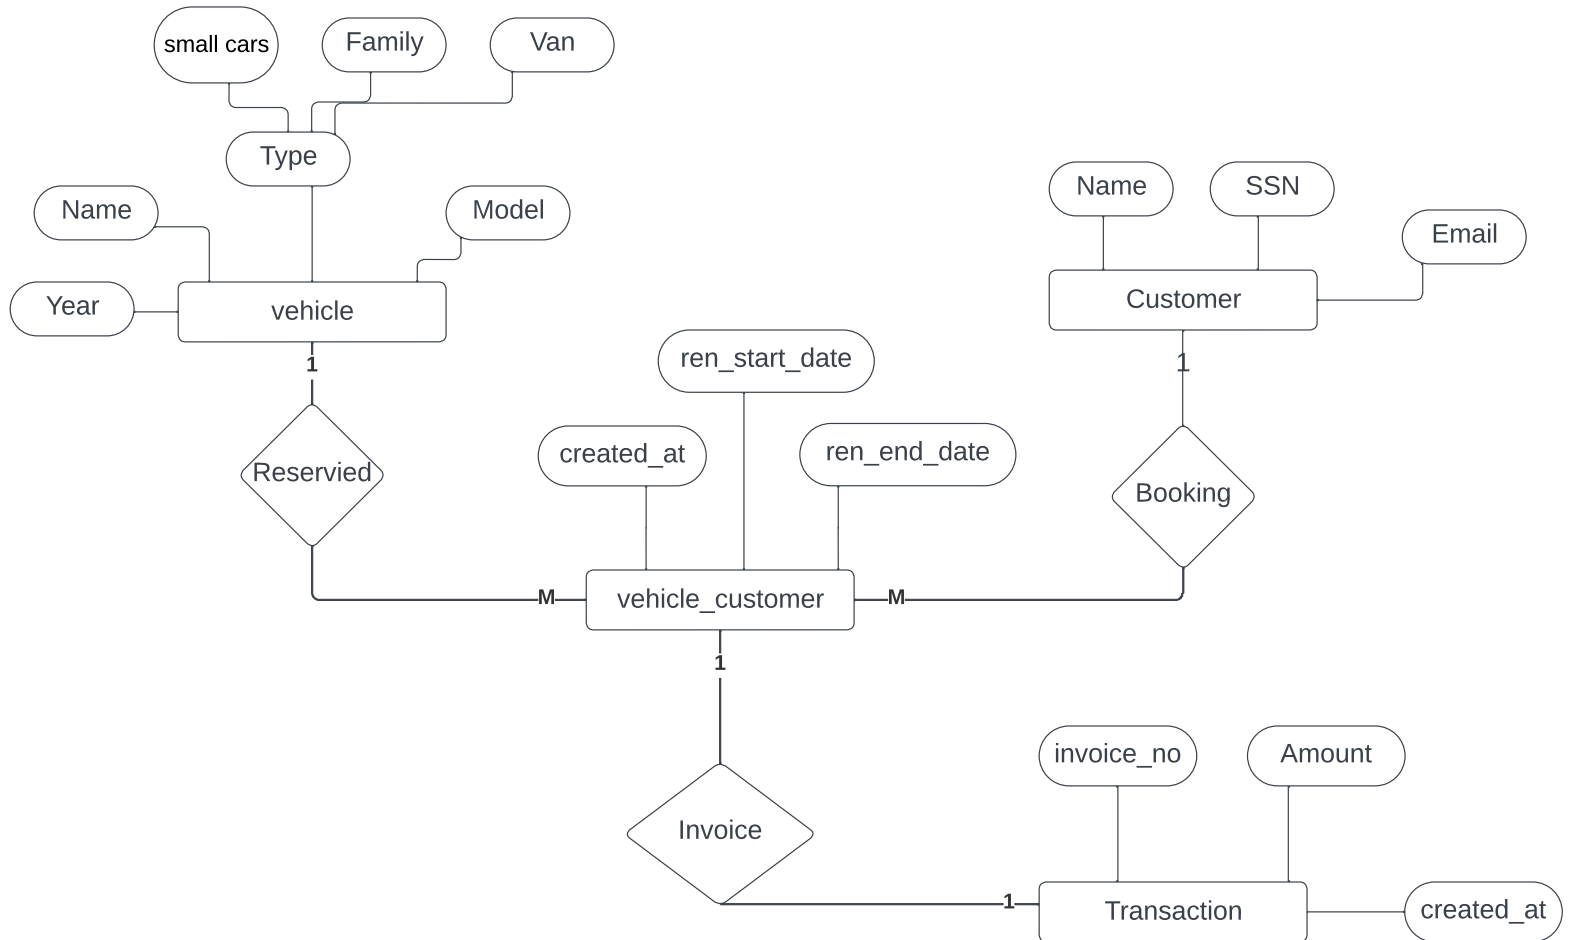 small cars
Family
Van
Type
Name
Model
Year
vehicle
1
Reservied
Name
SSN
Email
Customer
1
Booking
ren_start_date
created_at
ren_end_date
M
vehicle_customer
M
1
Invoice
invoice_no
Amount
1
Transaction
created_at